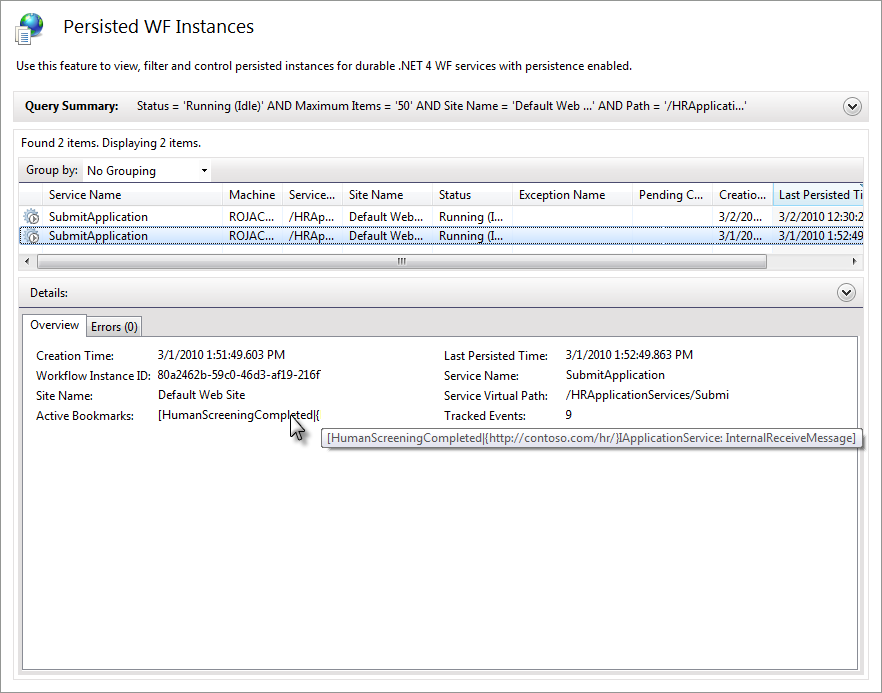 Persisted WF Instances
Use this feature to view, filter and control persisted instances for durable .NET 4 WF services with persistence enabled.
Query Summary: Status = 'Running (Idle)' AND Maximum Items = '50' AND Site Name = 'Default Web ...' AND Path = '/HRApplicati...'
Found 2 items. Displaying 2 items.
Group by: No Grouping
Service Name Machine Service... Site Name Status Exception Name Pending C... Creatio... Last Persisted Ti
SubmitApplication ROJAC... /HRAp... Default Web... Running (I... 3/2/20... 3/2/2010 12:30:2
SubmitApplication ROJAC... /HRAp... Default Web... Running (I... 3/1/20... 3/1/2010 1:52:49
Details:
Overview Errors (0)
Creation Time: 3/1/2010 1:51:49.603 PM Last Persisted Time: 3/1/2010 1:52:49.863 PM
Workflow Instance ID: 80a2462b-59c0-46d3-af19-216f Service Name: SubmitApplication
Site Name: Default Web Site Service Virtual Path: /HRApplicationServices/Submi
Active Bookmarks: [HumanScreeningCompleted|{ Tracked Events: 9
[HumanScreeningCompleted|{http://contoso.com/hr/}IApplicationService: InternalReceiveMessage]